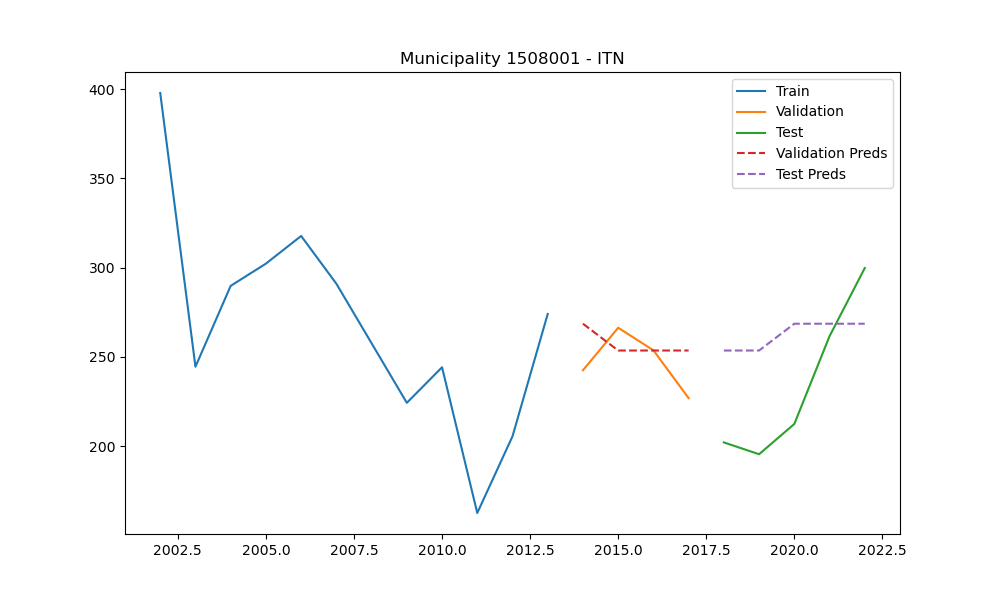 Municipality 1508001 - ITN
400
350
300
250
200
Train
Validation
Test
Validation Preds
Test Preds
2002.5 2005.0 2007.5 2010.0 2012.5 2015.0 2017.5 2020.0 2022.5